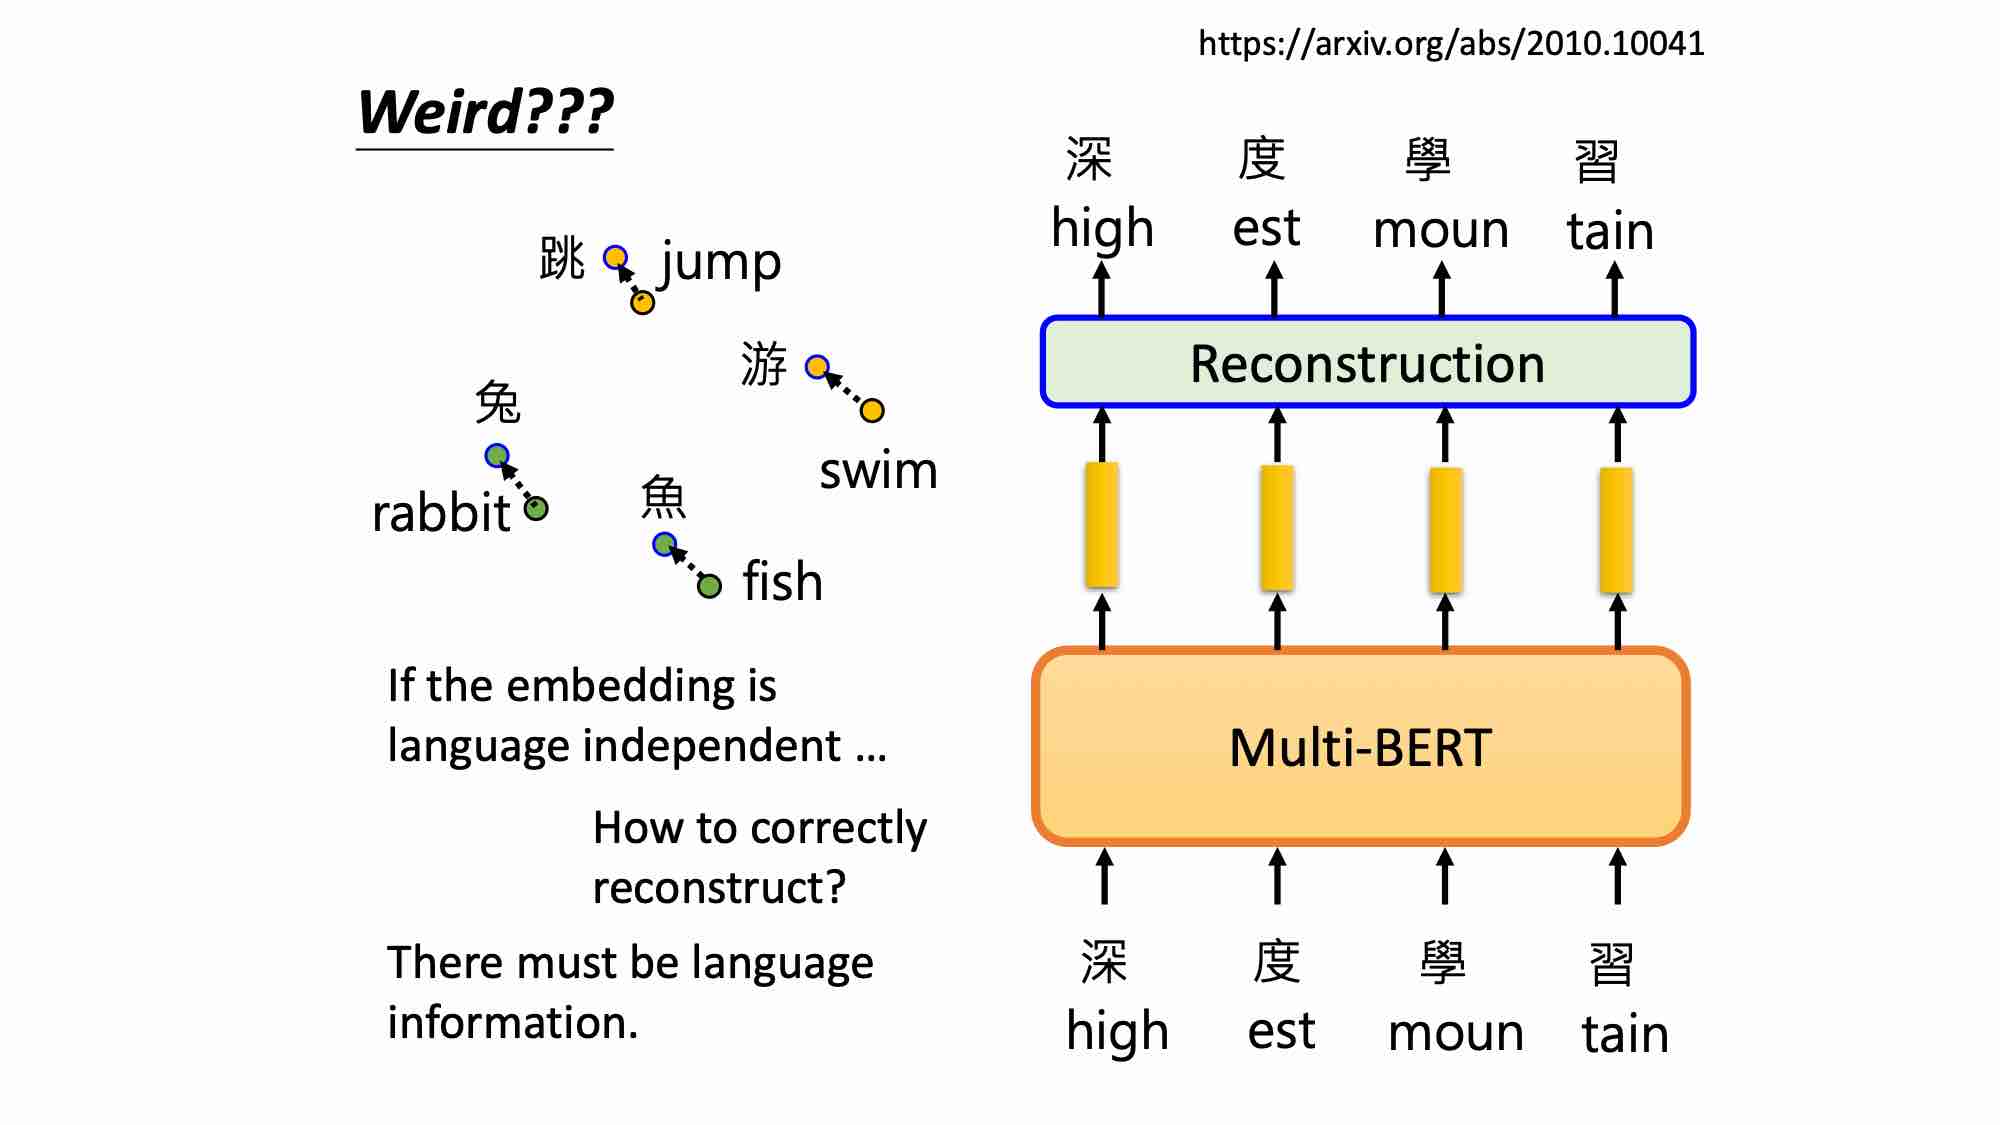 https://arxiv.org/abs/2010.10041
Weird???
跳 jump
游
swim
兔
rabbit
魚
fish
If the embedding is
language independent ...
How to correctly
reconstruct?
There must be language
information.
深 度 學 習
high est moun tain
Reconstruction
Multi-BERT
深 度 學 習
high est moun tain